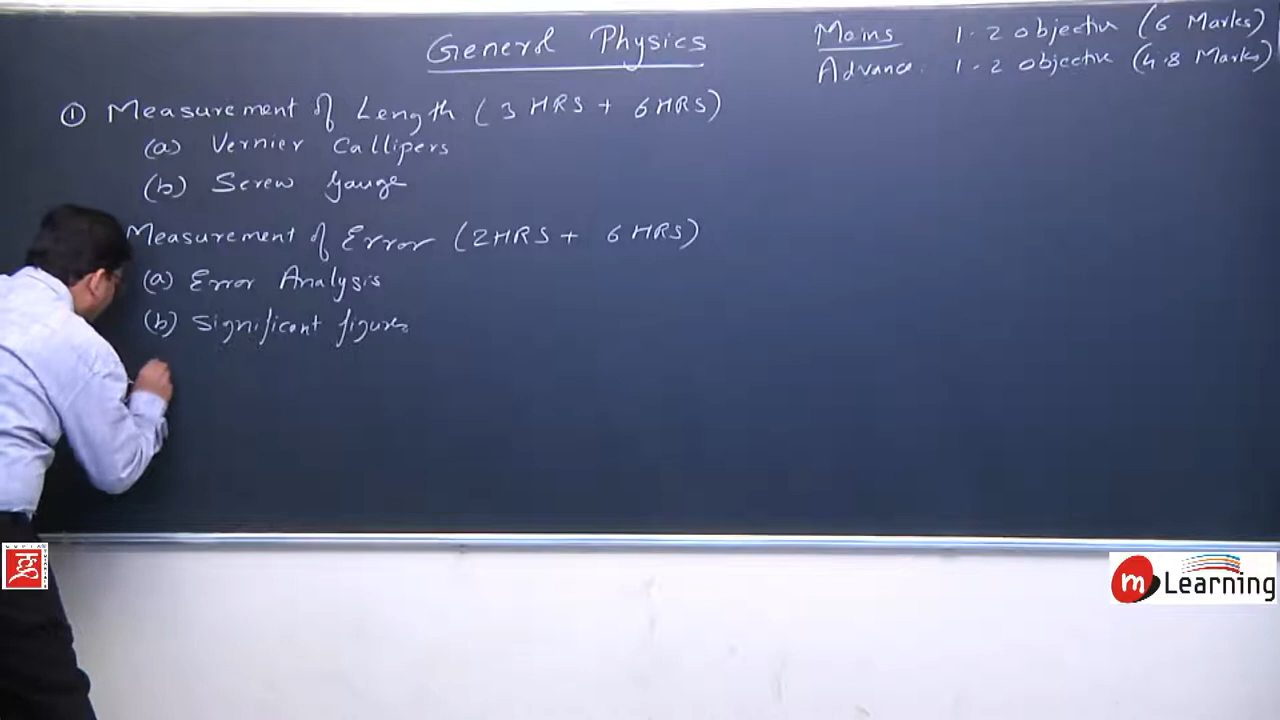 General Physics
Mains 1-2 objective (6 Marks)
Advance: 1-2 objective (4-8 Marks)
① Measurement of Length (3 HRS + 6 HRS)
(a) Vernier Callipers
(b) Screw Gauge
Measurement of Error (2 HRS + 6 HRS)
(a) Error Analysis
(b) Significant figures
m Learning